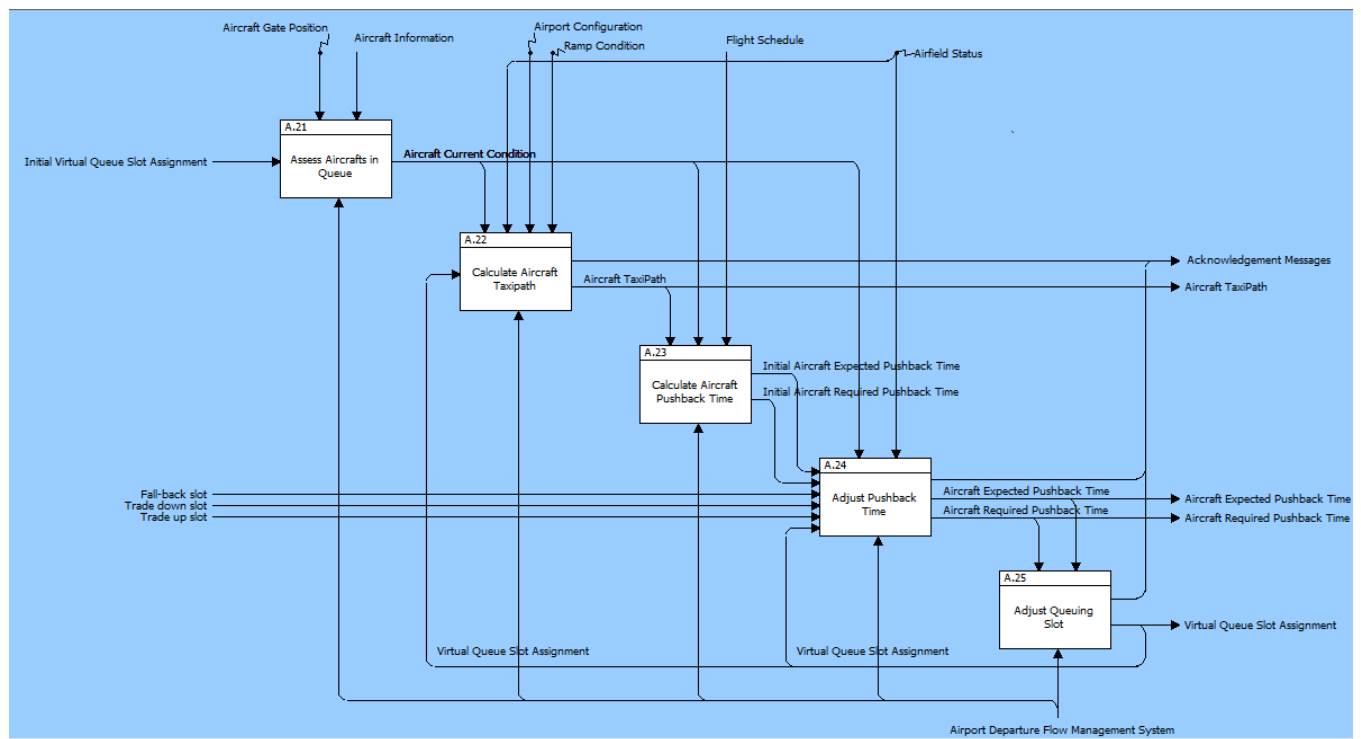 Aircraft Gate Position
Aircraft Information
Airport Configuration
Ramp Condition
Flight Schedule
Airfield Status
A.21
Assess Aircrafts in
Queue
Initial Virtual Queue Slot Assignment
Aircraft Current Condition
A.22
Calculate Aircraft
Taxipath
Acknowledgement Messages
Aircraft TaxiPath
Aircraft TaxiPath
A.23
Calculate Aircraft
Pushback Time
Initial Aircraft Expected Pushback Time
Initial Aircraft Required Pushback Time
A.24
Adjust Pushback
Time
Fall-back slot
Trade down slot
Trade up slot
Aircraft Expected Pushback Time
Aircraft Required Pushback Time
Aircraft Expected Pushback Time
Aircraft Required Pushback Time
A.25
Adjust Queuing
Slot
Virtual Queue Slot Assignment
Virtual Queue Slot Assignment
Virtual Queue Slot Assignment
Airport Departure Flow Management System